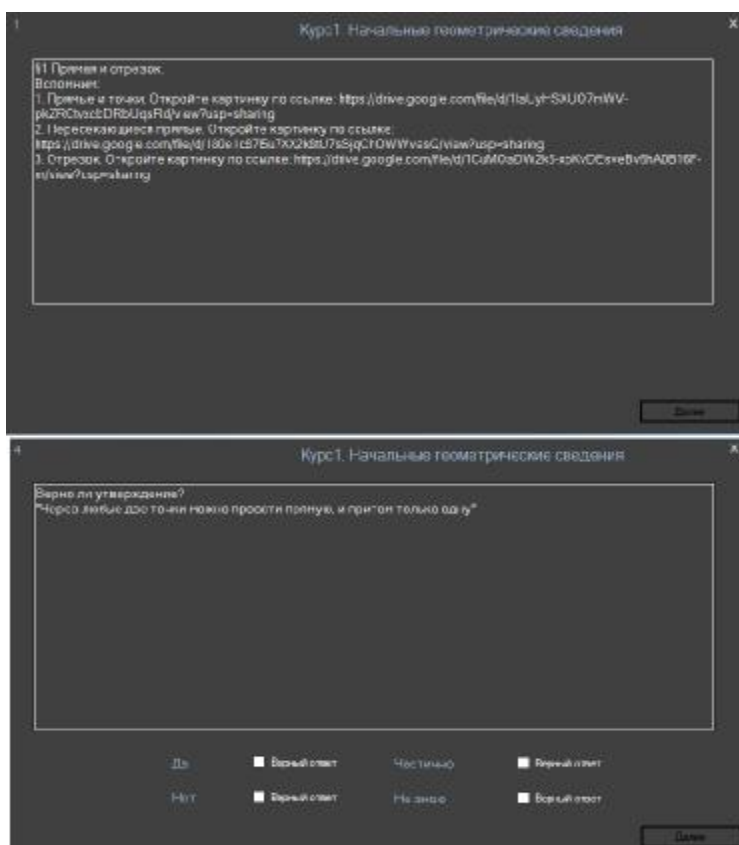 1
Курс1. Начальные геометрические сведения
X
§1 Прямая и отрезок.
Вспомним:
1. Прямые и точки. Откройте картинку по ссылке:
2. Пересекающиеся прямые. Откройте картинку по ссылке:
3. Отрезок. Откройте картинку по ссылке:
Далее
4
Курс1. Начальные геометрические сведения
X
Верно ли утверждение?
"Через любые две точки можно провести прямую, и притом только одну"
Да Верный ответ Частично Верный ответ
Нет Верный ответ Не знаю Верный ответ
Далее